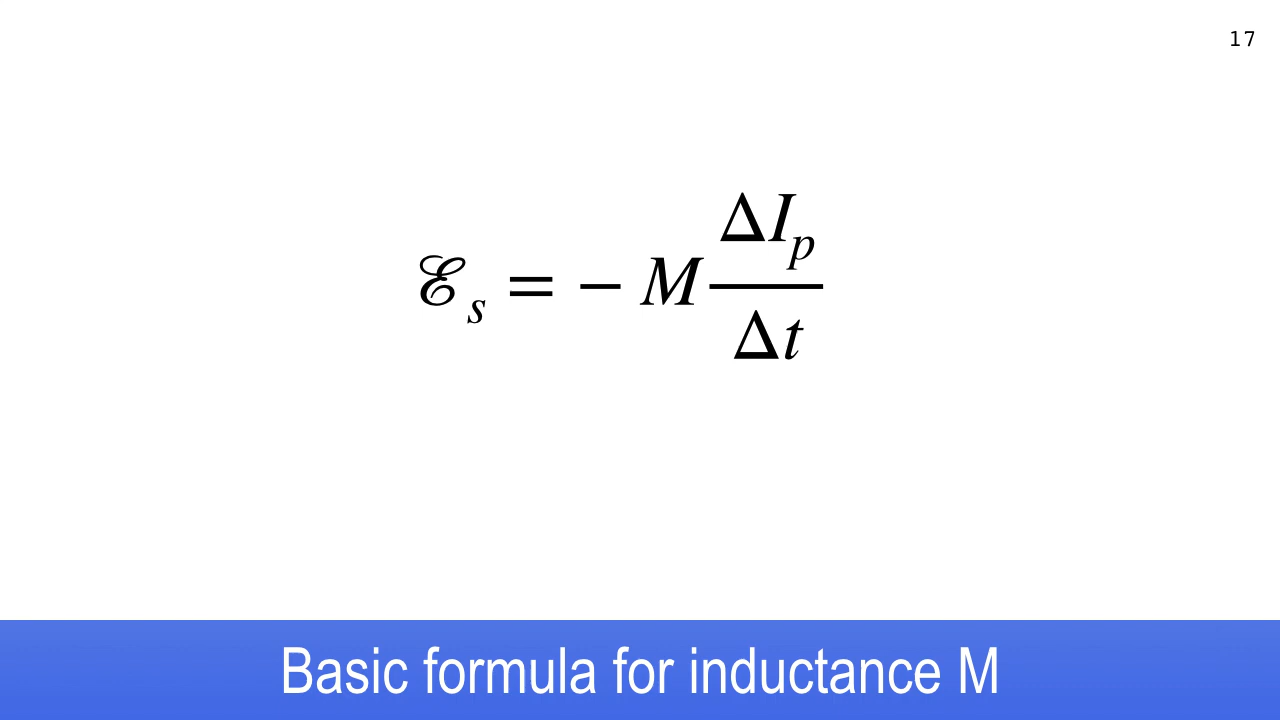 17
ℰₛ = − M ΔIₚ / Δt
Basic formula for inductance M